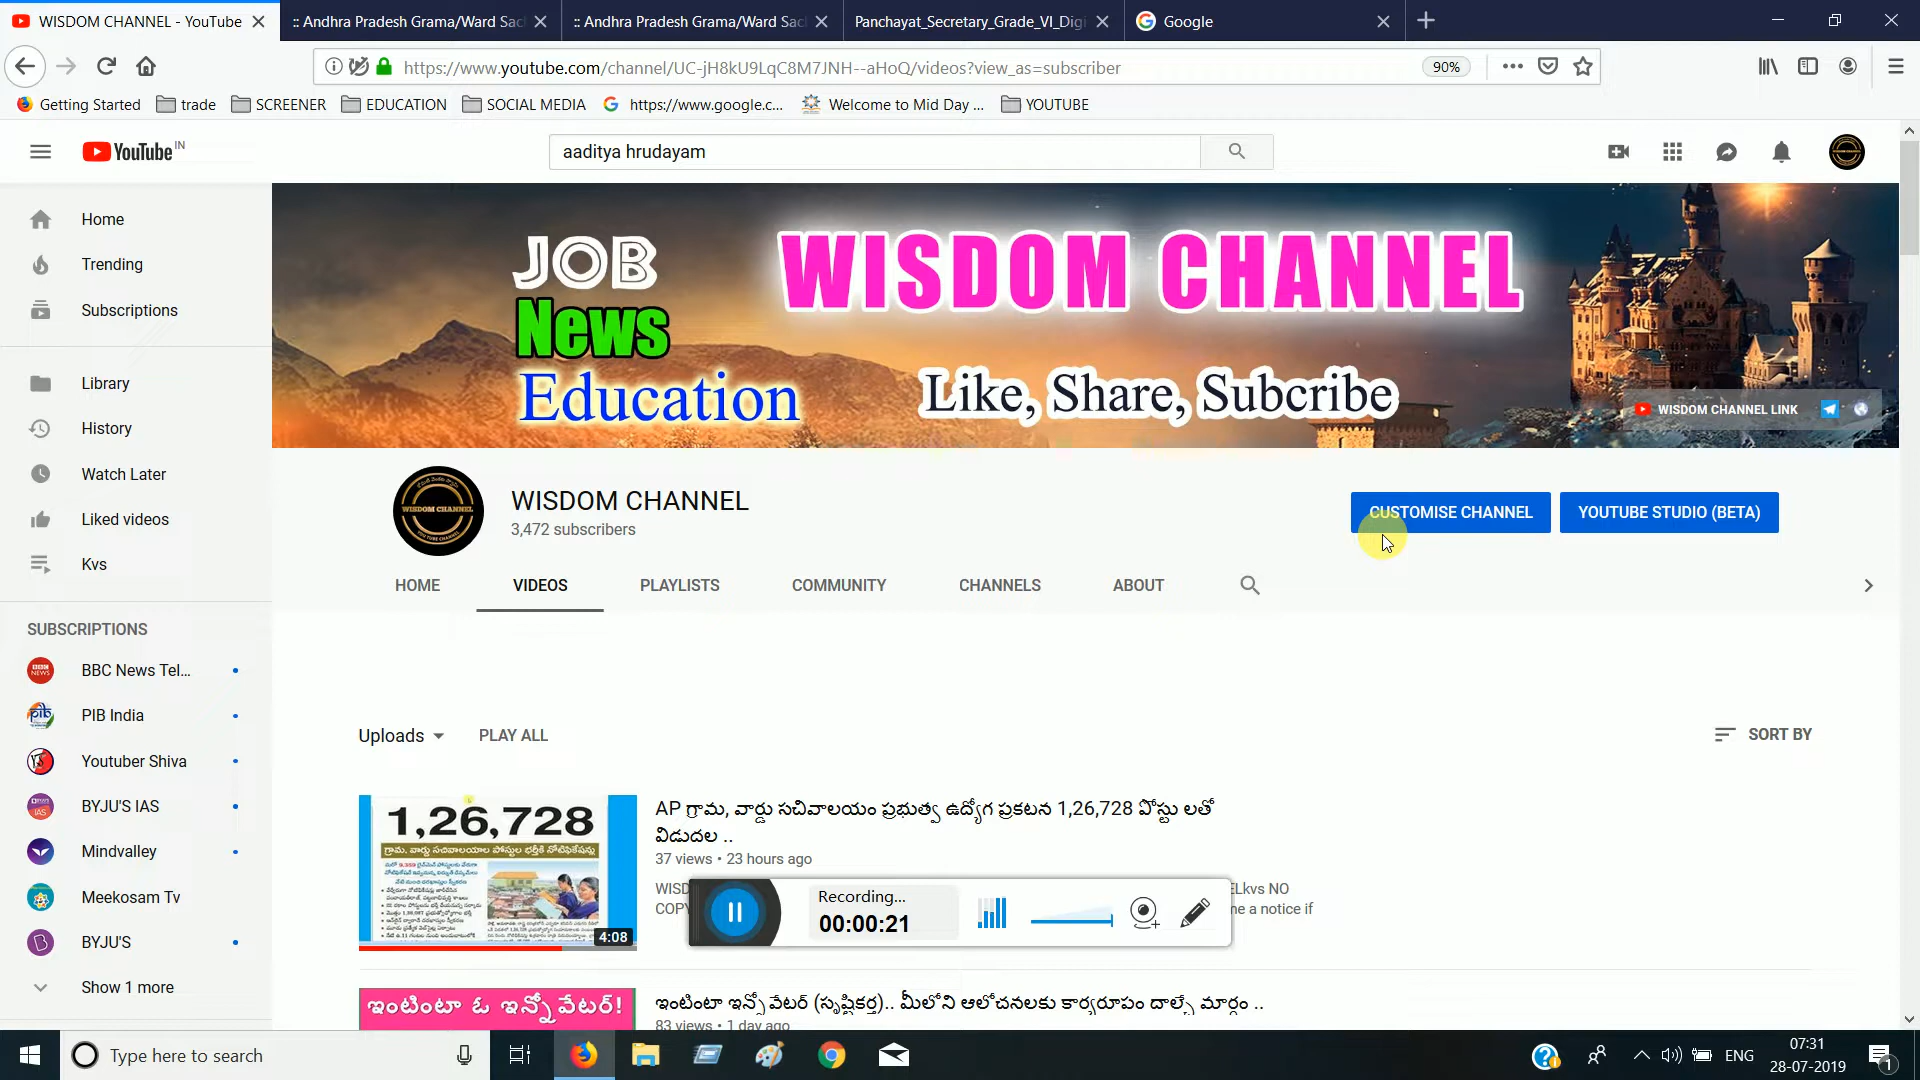 WISDOM CHANNEL - YouTube
:: Andhra Pradesh Grama/Ward Sac
:: Andhra Pradesh Grama/Ward Sac
Panchayat_Secretary_Grade_VI_Digi
Google
https://www.youtube.com/channel/UC-jH8kU9LqC8M7JNH--aHoQ/videos?view_as=subscriber
90%
Getting Started
trade
SCREENER
EDUCATION
SOCIAL MEDIA
https://www.google.c...
Welcome to Mid Day ...
YOUTUBE
YouTube IN
aaditya hrudayam
Home
Trending
Subscriptions
Library
History
Watch Later
Liked videos
Kvs
SUBSCRIPTIONS
BBC News Tel...
PIB India
Youtuber Shiva
BYJU'S IAS
Mindvalley
Meekosam Tv
BYJU'S
Show 1 more
JOB
News
Education
WISDOM CHANNEL
Like, Share, Subcribe
WISDOM CHANNEL LINK
WISDOM CHANNEL
WISDOM CHANNEL
3,472 subscribers
CUSTOMISE CHANNEL
YOUTUBE STUDIO (BETA)
HOME
VIDEOS
PLAYLISTS
COMMUNITY
CHANNELS
ABOUT
Uploads
PLAY ALL
SORT BY
1,26,728
గ్రామ, వార్డు సచివాలయాల పోస్టుల భర్తీకి నోటిఫికేషన్లు
4:08
AP గ్రామ, వార్డు సచివాలయం ప్రభుత్వ ఉద్యోగ ప్రకటన 1,26,728 పోస్టు లతో
విడుదల ..
37 views • 23 hours ago
WISD
ELkvs NO
COPY
me a notice if
Recording...
00:00:21
ఇంటింటా ఓ ఇన్నోవేటర్!
ఇంటింటా ఇన్నోవేటర్ (సృష్టికర్త).. మీలోని ఆలోచనలకు కార్యరూపం దాల్చే మార్గం ..
83 views • 1 day ago
Type here to search
ENG
07:31
28-07-2019
1